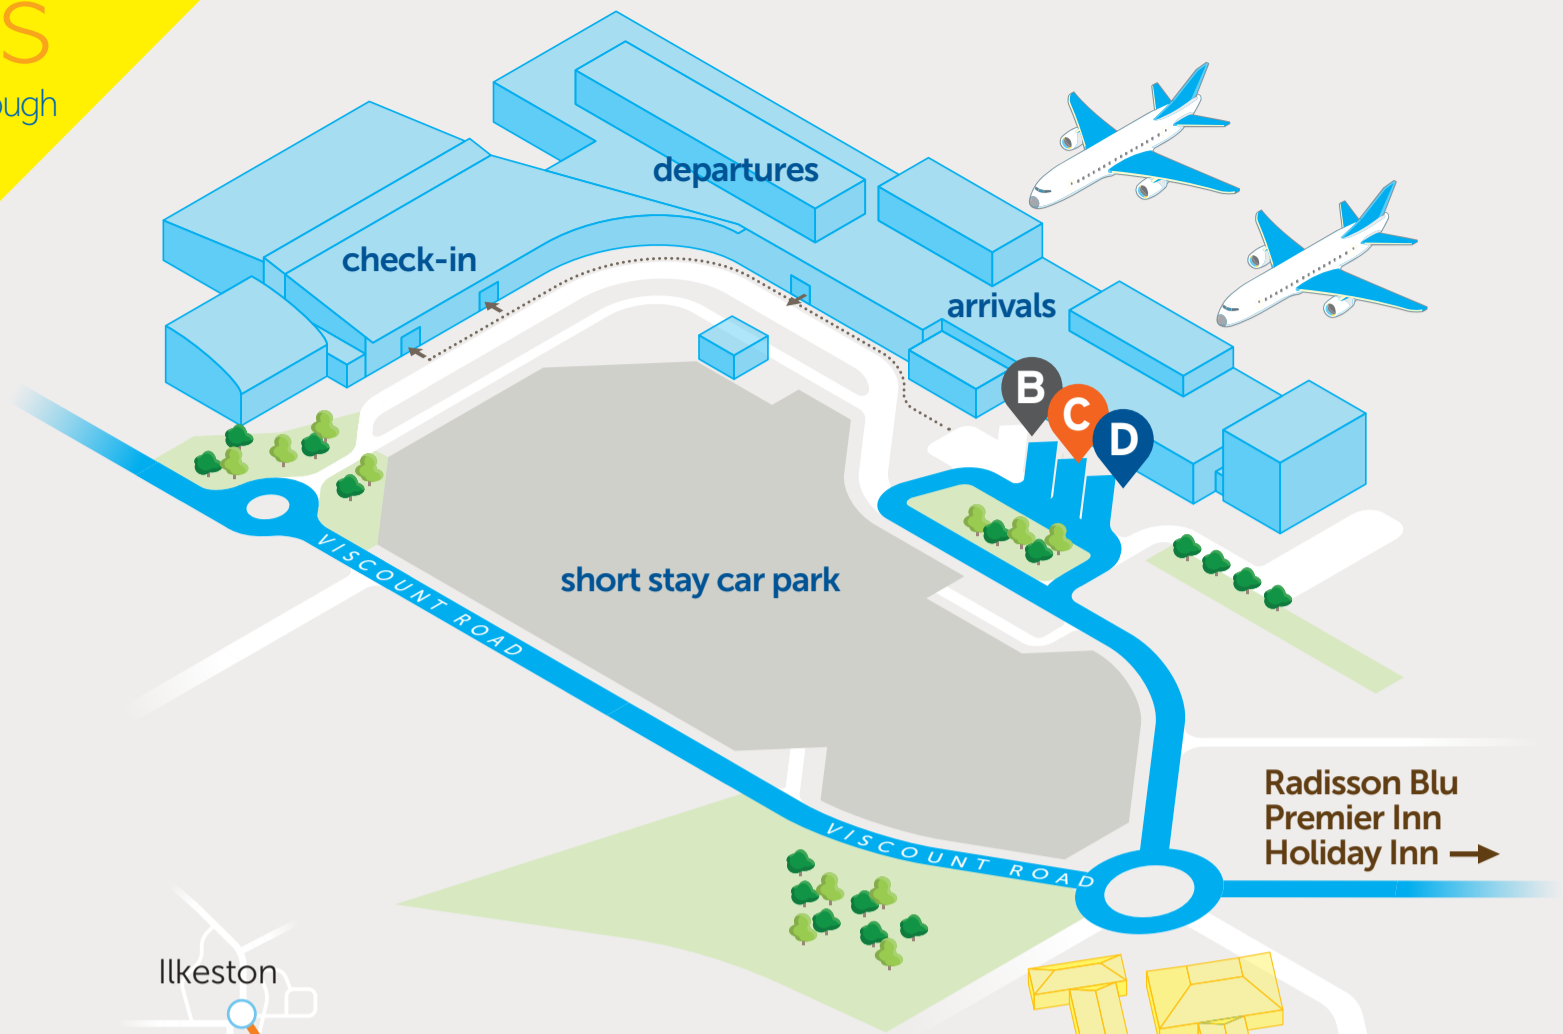 S
ough
departures
check-in
arrivals
B
C
D
short stay car park
VISCOUNT ROAD
Radisson Blu
Premier Inn
Holiday Inn
VISCOUNT ROAD
Ilkeston